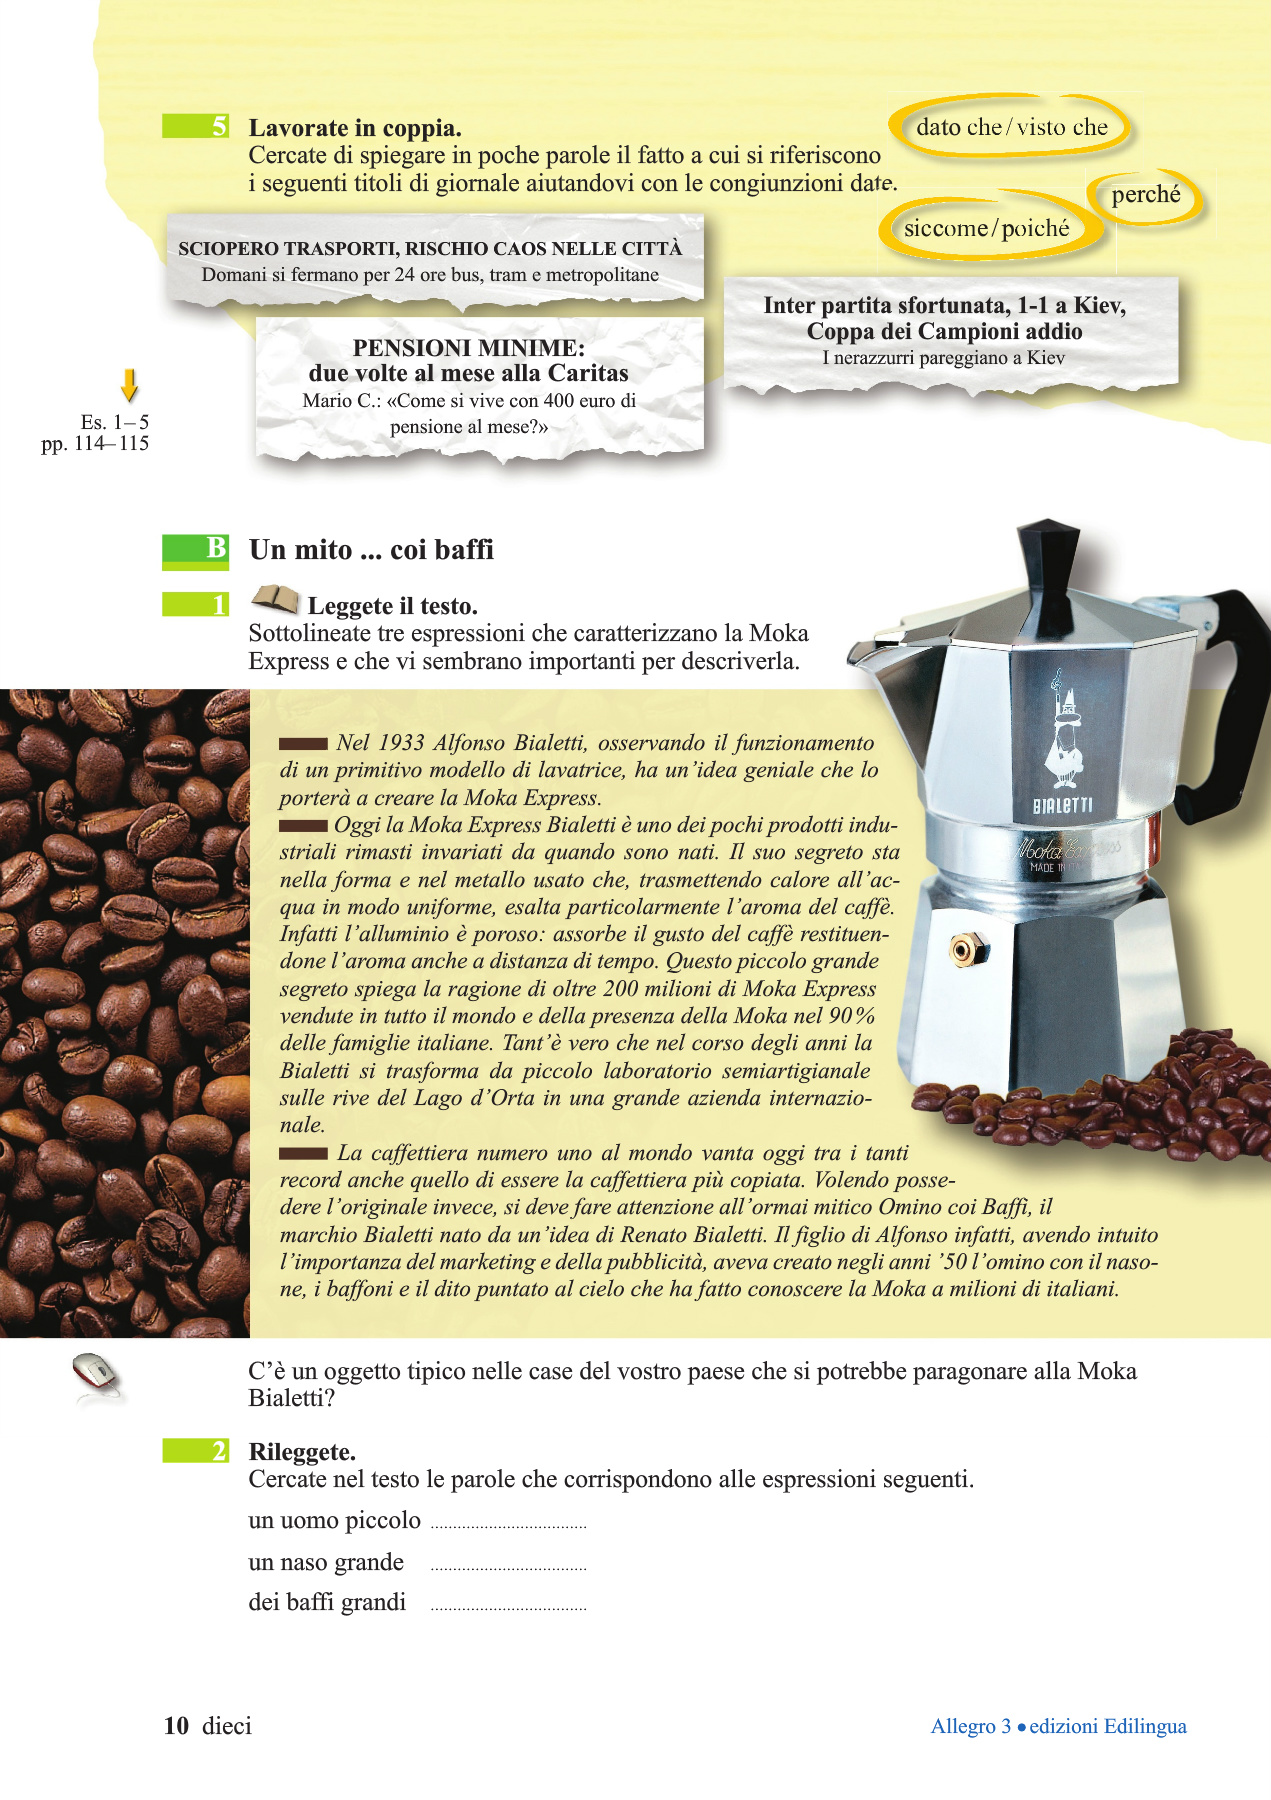 5 Lavorate in coppia.
Cercate di spiegare in poche parole il fatto a cui si riferiscono
i seguenti titoli di giornale aiutandovi con le congiunzioni date.
dato che/visto che
perché
siccome/poiché
SCIOPERO TRASPORTI, RISCHIO CAOS NELLE CITTÀ
Domani si fermano per 24 ore bus, tram e metropolitane
Inter partita sfortunata, 1-1 a Kiev,
Coppa dei Campioni addio
I nerazzurri pareggiano a Kiev
PENSIONI MINIME:
due volte al mese alla Caritas
Mario C.: «Come si vive con 400 euro di
pensione al mese?»
Es. 1–5
pp. 114–115
B Un mito ... coi baffi
1 Leggete il testo.
Sottolineate tre espressioni che caratterizzano la Moka
Express e che vi sembrano importanti per descriverla.
Nel 1933 Alfonso Bialetti, osservando il funzionamento
di un primitivo modello di lavatrice, ha un'idea geniale che lo
porterà a creare la Moka Express.
Oggi la Moka Express Bialetti è uno dei pochi prodotti indu-
striali rimasti invariati da quando sono nati. Il suo segreto sta
nella forma e nel metallo usato che, trasmettendo calore all'ac-
qua in modo uniforme, esalta particolarmente l'aroma del caffè.
Infatti l'alluminio è poroso: assorbe il gusto del caffè restituen-
done l'aroma anche a distanza di tempo. Questo piccolo grande
segreto spiega la ragione di oltre 200 milioni di Moka Express
vendute in tutto il mondo e della presenza della Moka nel 90%
delle famiglie italiane. Tant'è vero che nel corso degli anni la
Bialetti si trasforma da piccolo laboratorio semiartigianale
sulle rive del Lago d'Orta in una grande azienda internazio-
nale.
La caffettiera numero uno al mondo vanta oggi tra i tanti
record anche quello di essere la caffettiera più copiata. Volendo posse-
dere l'originale invece, si deve fare attenzione all'ormai mitico Omino coi Baffi, il
marchio Bialetti nato da un'idea di Renato Bialetti. Il figlio di Alfonso infatti, avendo intuito
l'importanza del marketing e della pubblicità, aveva creato negli anni '50 l'omino con il naso-
ne, i baffoni e il dito puntato al cielo che ha fatto conoscere la Moka a milioni di italiani.
BIALETTI
Moka Express
MADE IN
C'è un oggetto tipico nelle case del vostro paese che si potrebbe paragonare alla Moka
Bialetti?
2 Rileggete.
Cercate nel testo le parole che corrispondono alle espressioni seguenti.
un uomo piccolo ...................................
un naso grande ...................................
dei baffi grandi ...................................
10 dieci
Allegro 3 • edizioni Edilingua